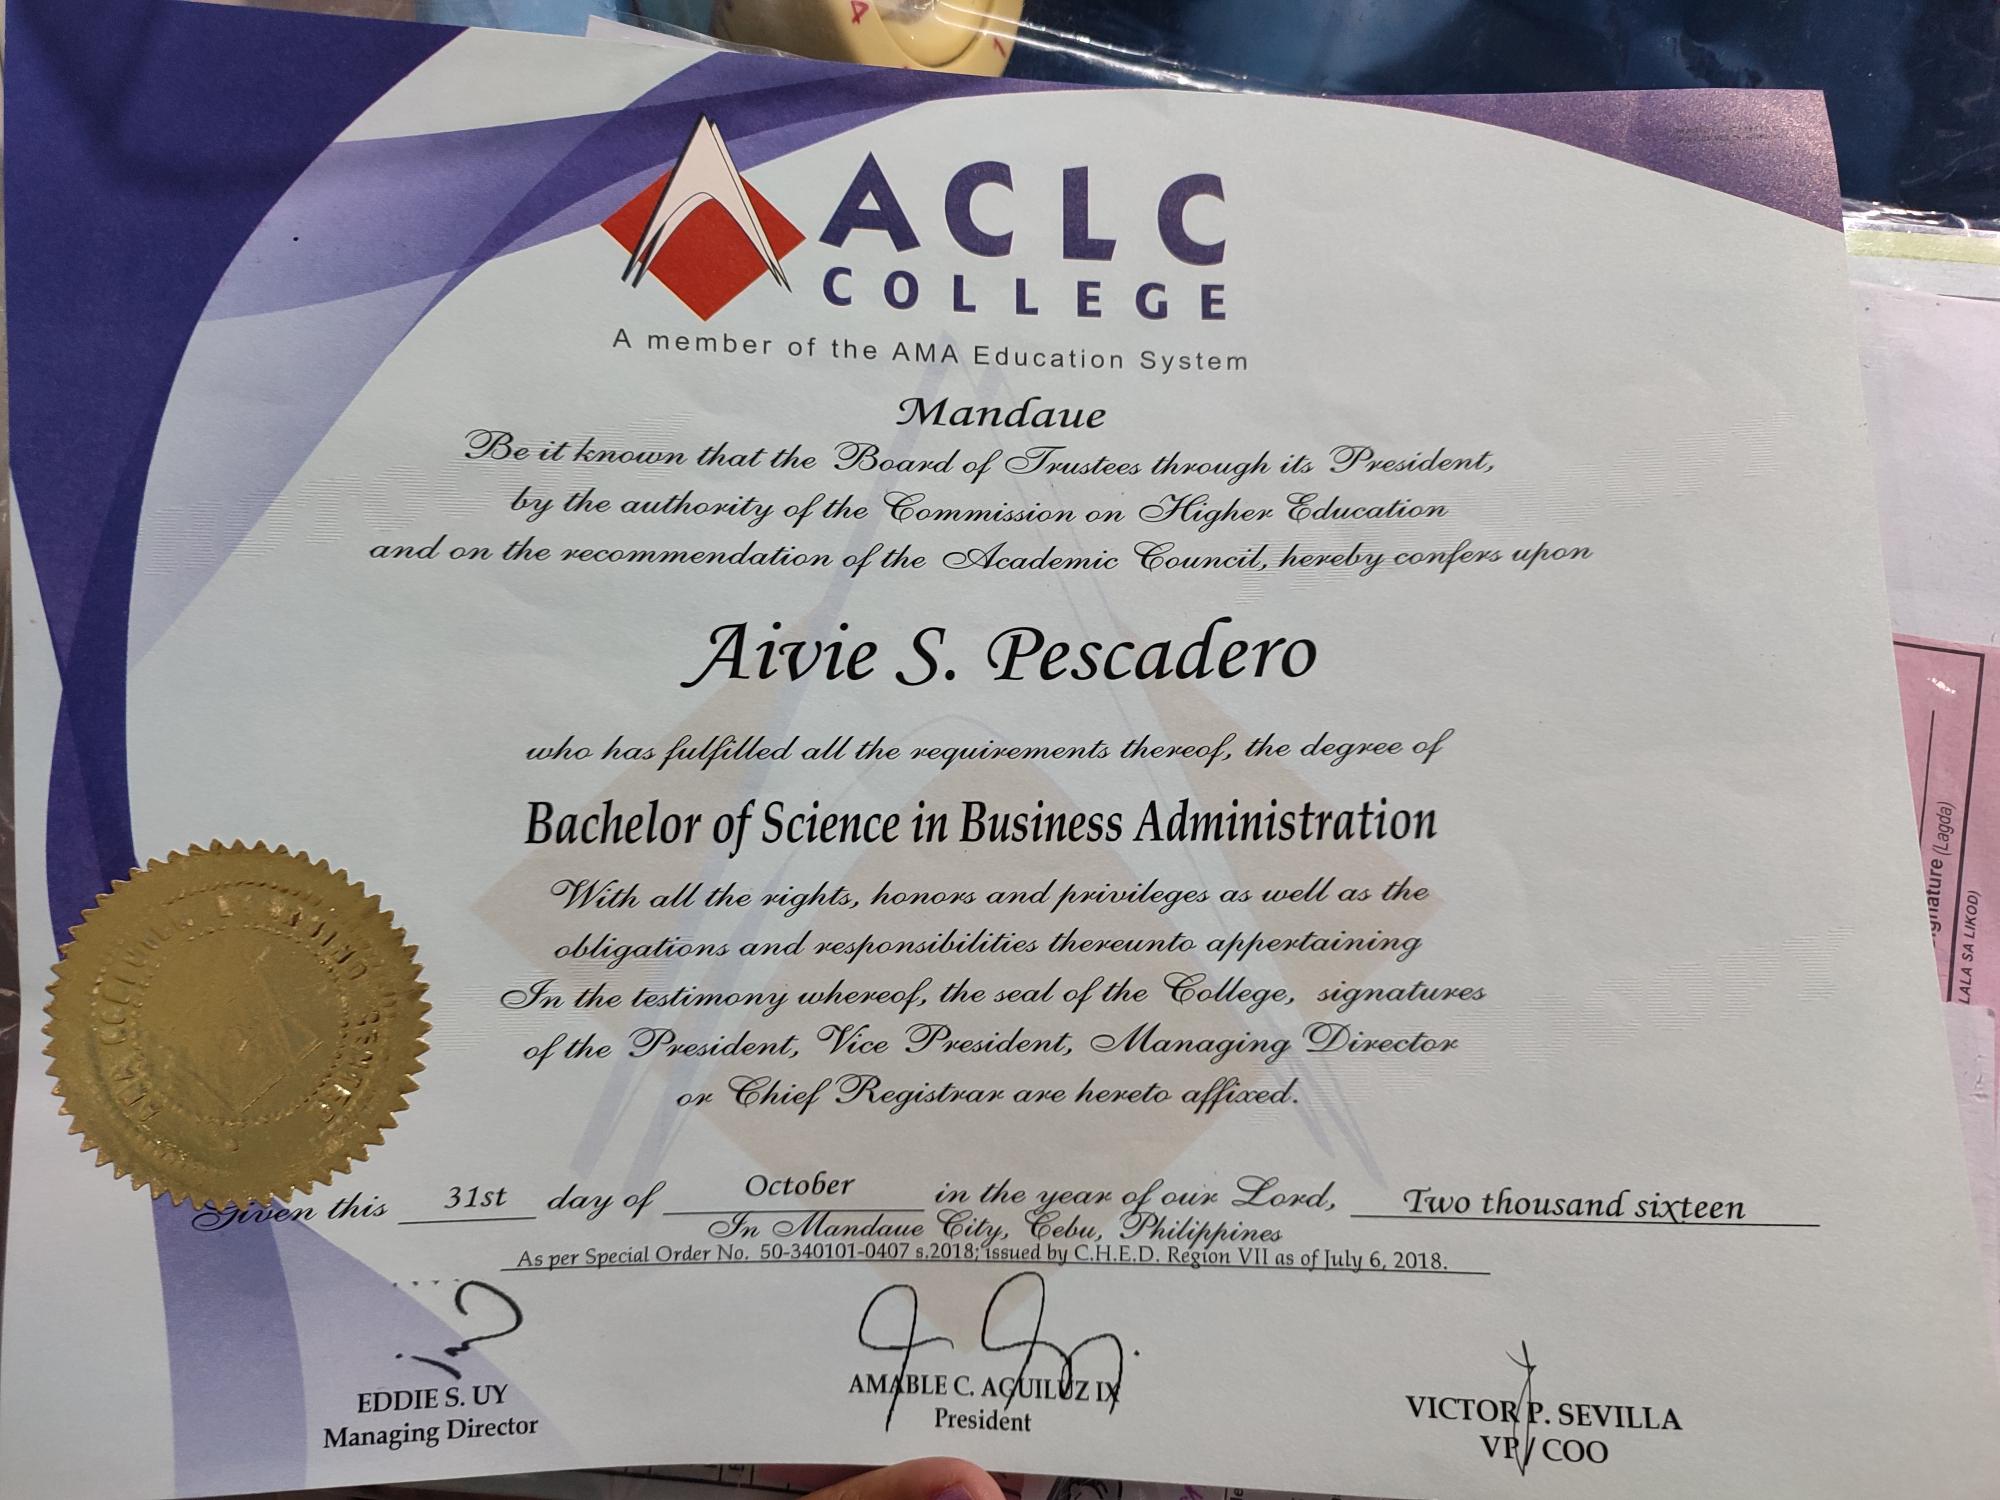 ACLC
COLLEGE
A member of the AMA Education System
Mandaue
Be it known that the Board of Trustees through its President,
by the authority of the Commission on Higher Education
and on the recommendation of the Academic Council, hereby confers upon
Aivie S. Pescadero
who has fulfilled all the requirements thereof, the degree of
Bachelor of Science in Business Administration
With all the rights, honors and privileges as well as the
obligations and responsibilities thereunto appertaining
In the testimony whereof, the seal of the College, signatures
of the President, Vice President, Managing Director
or Chief Registrar are hereto affixed.
Given this 31st day of October in the year of our Lord, Two thousand sixteen
In Mandaue City, Cebu, Philippines
As per Special Order No. 50-340101-0407 s.2018; issued by C.H.E.D. Region VII as of July 6, 2018.
EDDIE S. UY
Managing Director
AMABLE C. AGUILUZ IX
President
VICTOR P. SEVILLA
VP / COO
(Lagda)
SA LIKOD)